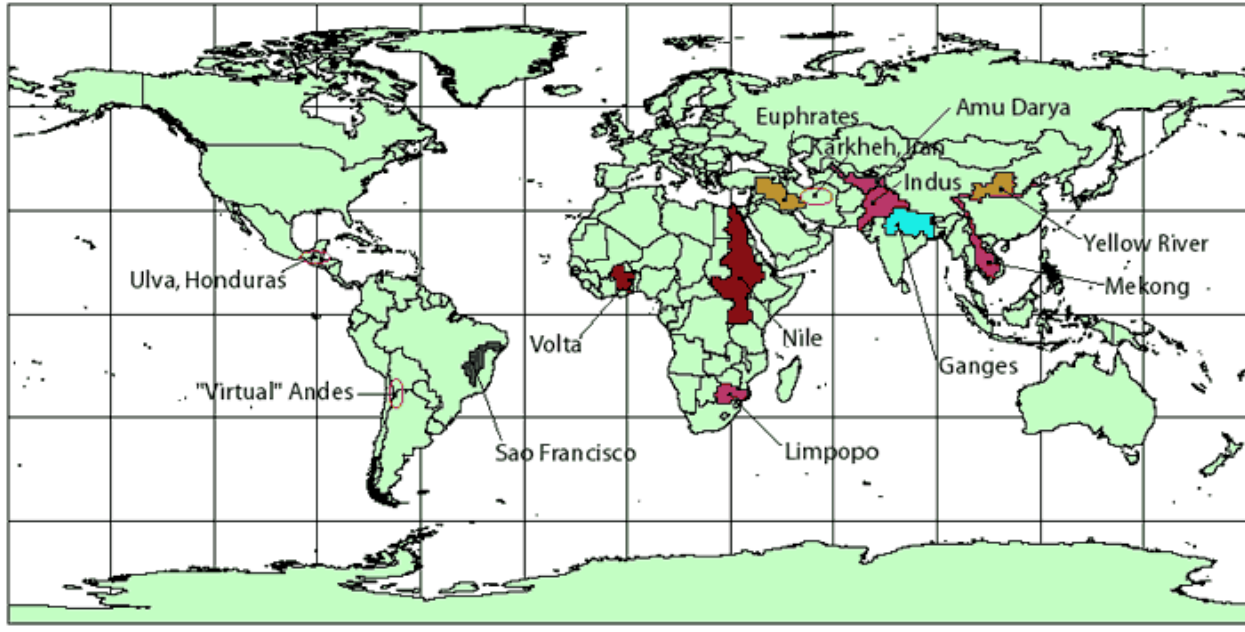 Amu Darya
Euphrates
Karkheh, Iran
Indus
Yellow River
Ulva, Honduras
Mekong
Volta
Nile
Ganges
"Virtual" Andes
Sao Francisco
Limpopo